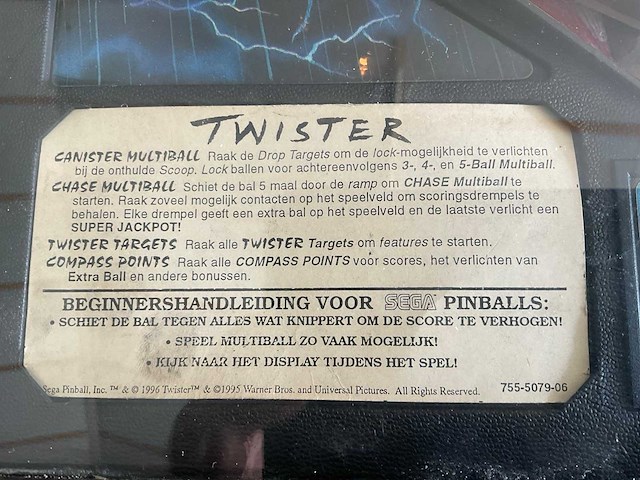 TWISTER
CANISTER MULTIBALL Raak de Drop Targets om de lock-mogelijkheid te verlichten
bij de onthulde Scoop. Lock ballen voor achtereenvolgens 3-, 4-, en 5-Ball Multiball.
CHASE MULTIBALL Schiet de bal 5 maal door de ramp om CHASE Multiball te
starten. Raak zoveel mogelijk contacten op het speelveld om scoringsdrempels te
behalen. Elke drempel geeft een extra bal op het speelveld en de laatste verlicht een
SUPER JACKPOT!
TWISTER TARGETS Raak alle TWISTER Targets om features te starten.
COMPASS POINTS Raak alle COMPASS POINTS voor scores, het verlichten van
Extra Ball en andere bonussen.
BEGINNERSHANDLEIDING VOOR SEGA PINBALLS:
• SCHIET DE BAL TEGEN ALLES WAT KNIPPERT OM DE SCORE TE VERHOGEN!
• SPEEL MULTIBALL ZO VAAK MOGELIJK!
• KIJK NAAR HET DISPLAY TIJDENS HET SPEL!
Sega Pinball, Inc. ™ & © 1996 Twister™ & ©1995 Warner Bros. and Universal Pictures. All Rights Reserved. 755-5079-06